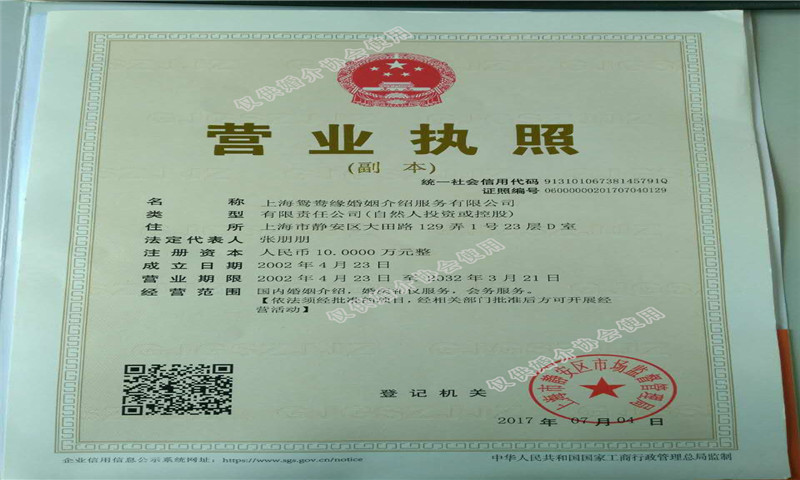 营业执照
(副 本)
统一社会信用代码 91310106738145791Q
证照编号 06000000201707040129
名 称 上海鸳鸯缘婚姻介绍服务有限公司
类 型 有限责任公司(自然人投资或控股)
住 所 上海市静安区大田路129弄1号23层D室
法定代表人 张朋朋
注册资本 人民币10.0000万元整
成立日期 2002年4月23日
营业期限 2002年4月23日至2032年3月21日
经营范围 国内婚姻介绍,婚庆礼仪服务,会务服务。
【依法须经批准的项目,经相关部门批准后方可开展经
营活动】
仅供婚介协会使用
仅供婚介协会使用
仅供婚介协会使用
登记机关
上海市静安区市场监督管理局
2017年07月04日
企业信用信息公示系统网址: https://www.sgs.gov.cn/notice
中华人民共和国国家工商行政管理总局监制